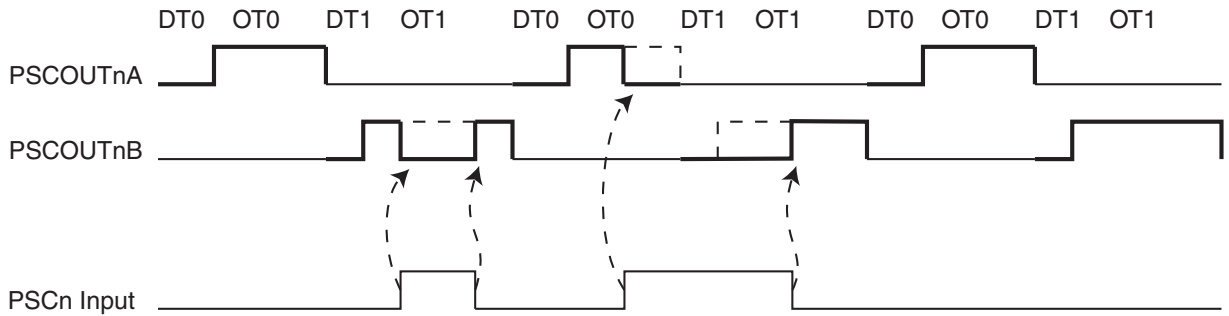 DT0 OT0 DT1 OT1 DT0 OT0 DT1 OT1 DT0 OT0 DT1 OT1
PSCOUTnA
PSCOUTnB
PSCn Input